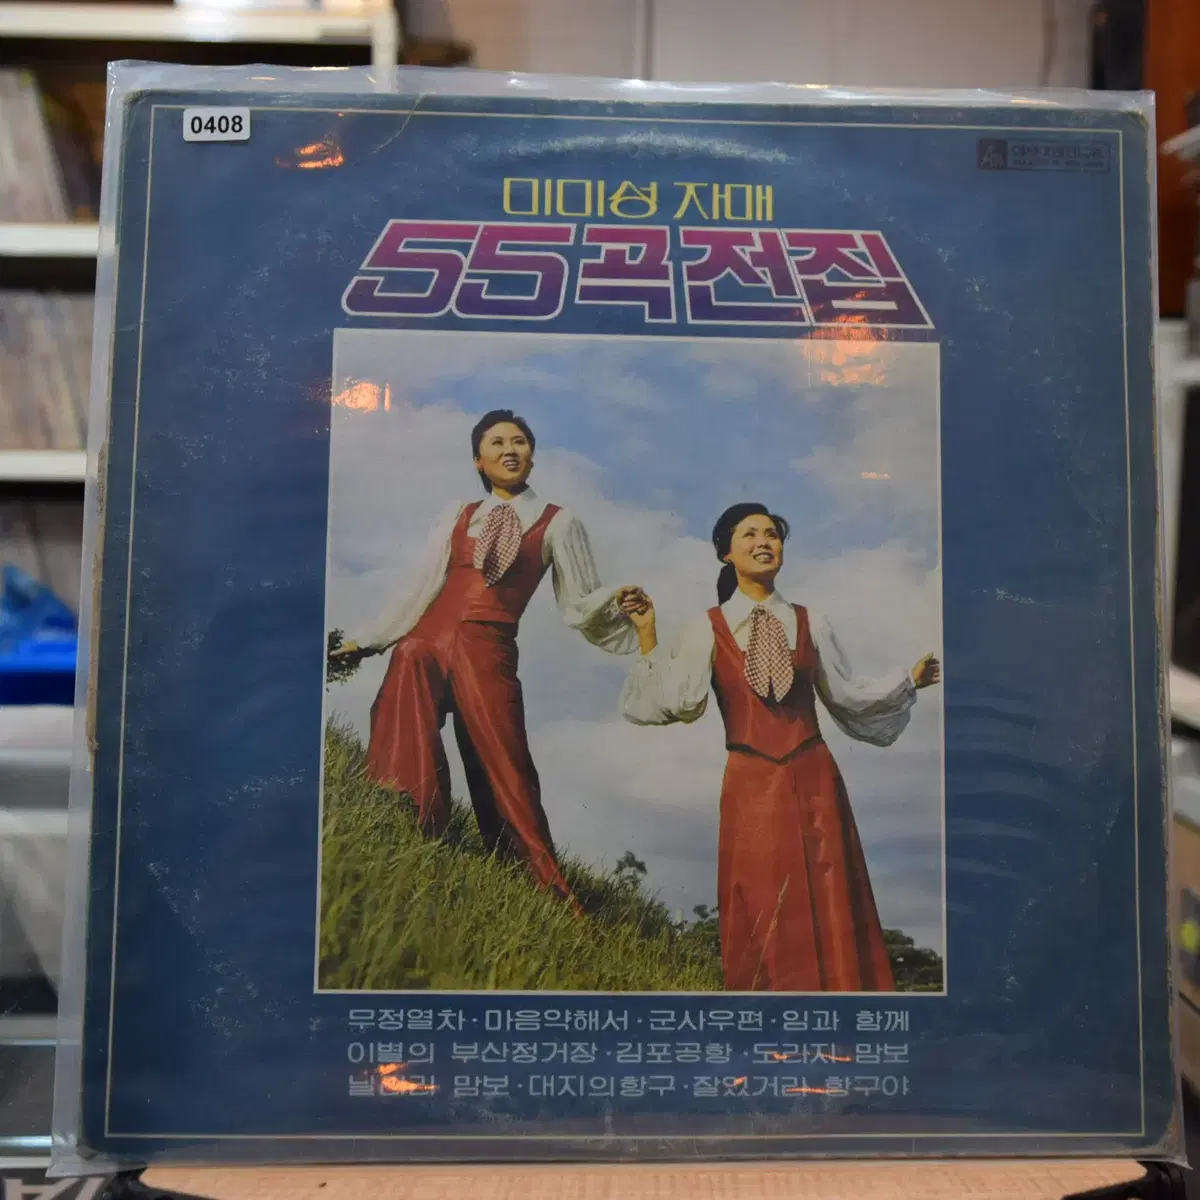 0408
미미성 자매
55곡전집
무정열차·마음약해서·군사우편·임과 함께
이별의 부산정거장·김포공항·도라지 맘보
닐리리 맘보·대지의항구·잘있거라 항구야